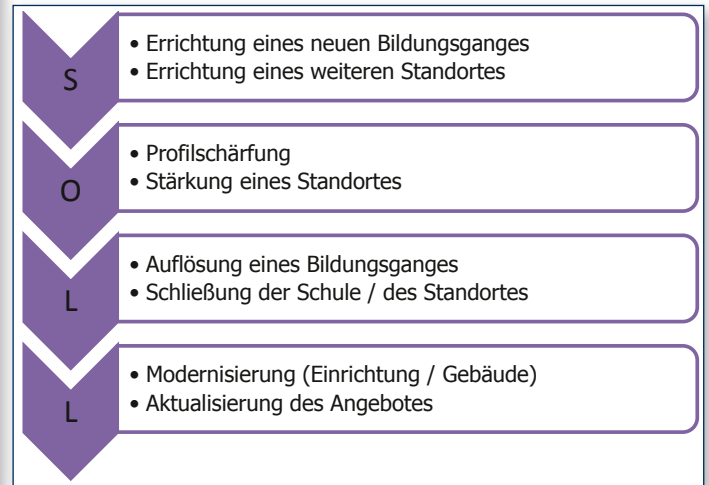 S
• Errichtung eines neuen Bildungsganges
• Errichtung eines weiteren Standortes
O
• Profilschärfung
• Stärkung eines Standortes
L
• Auflösung eines Bildungsganges
• Schließung der Schule / des Standortes
L
• Modernisierung (Einrichtung / Gebäude)
• Aktualisierung des Angebotes